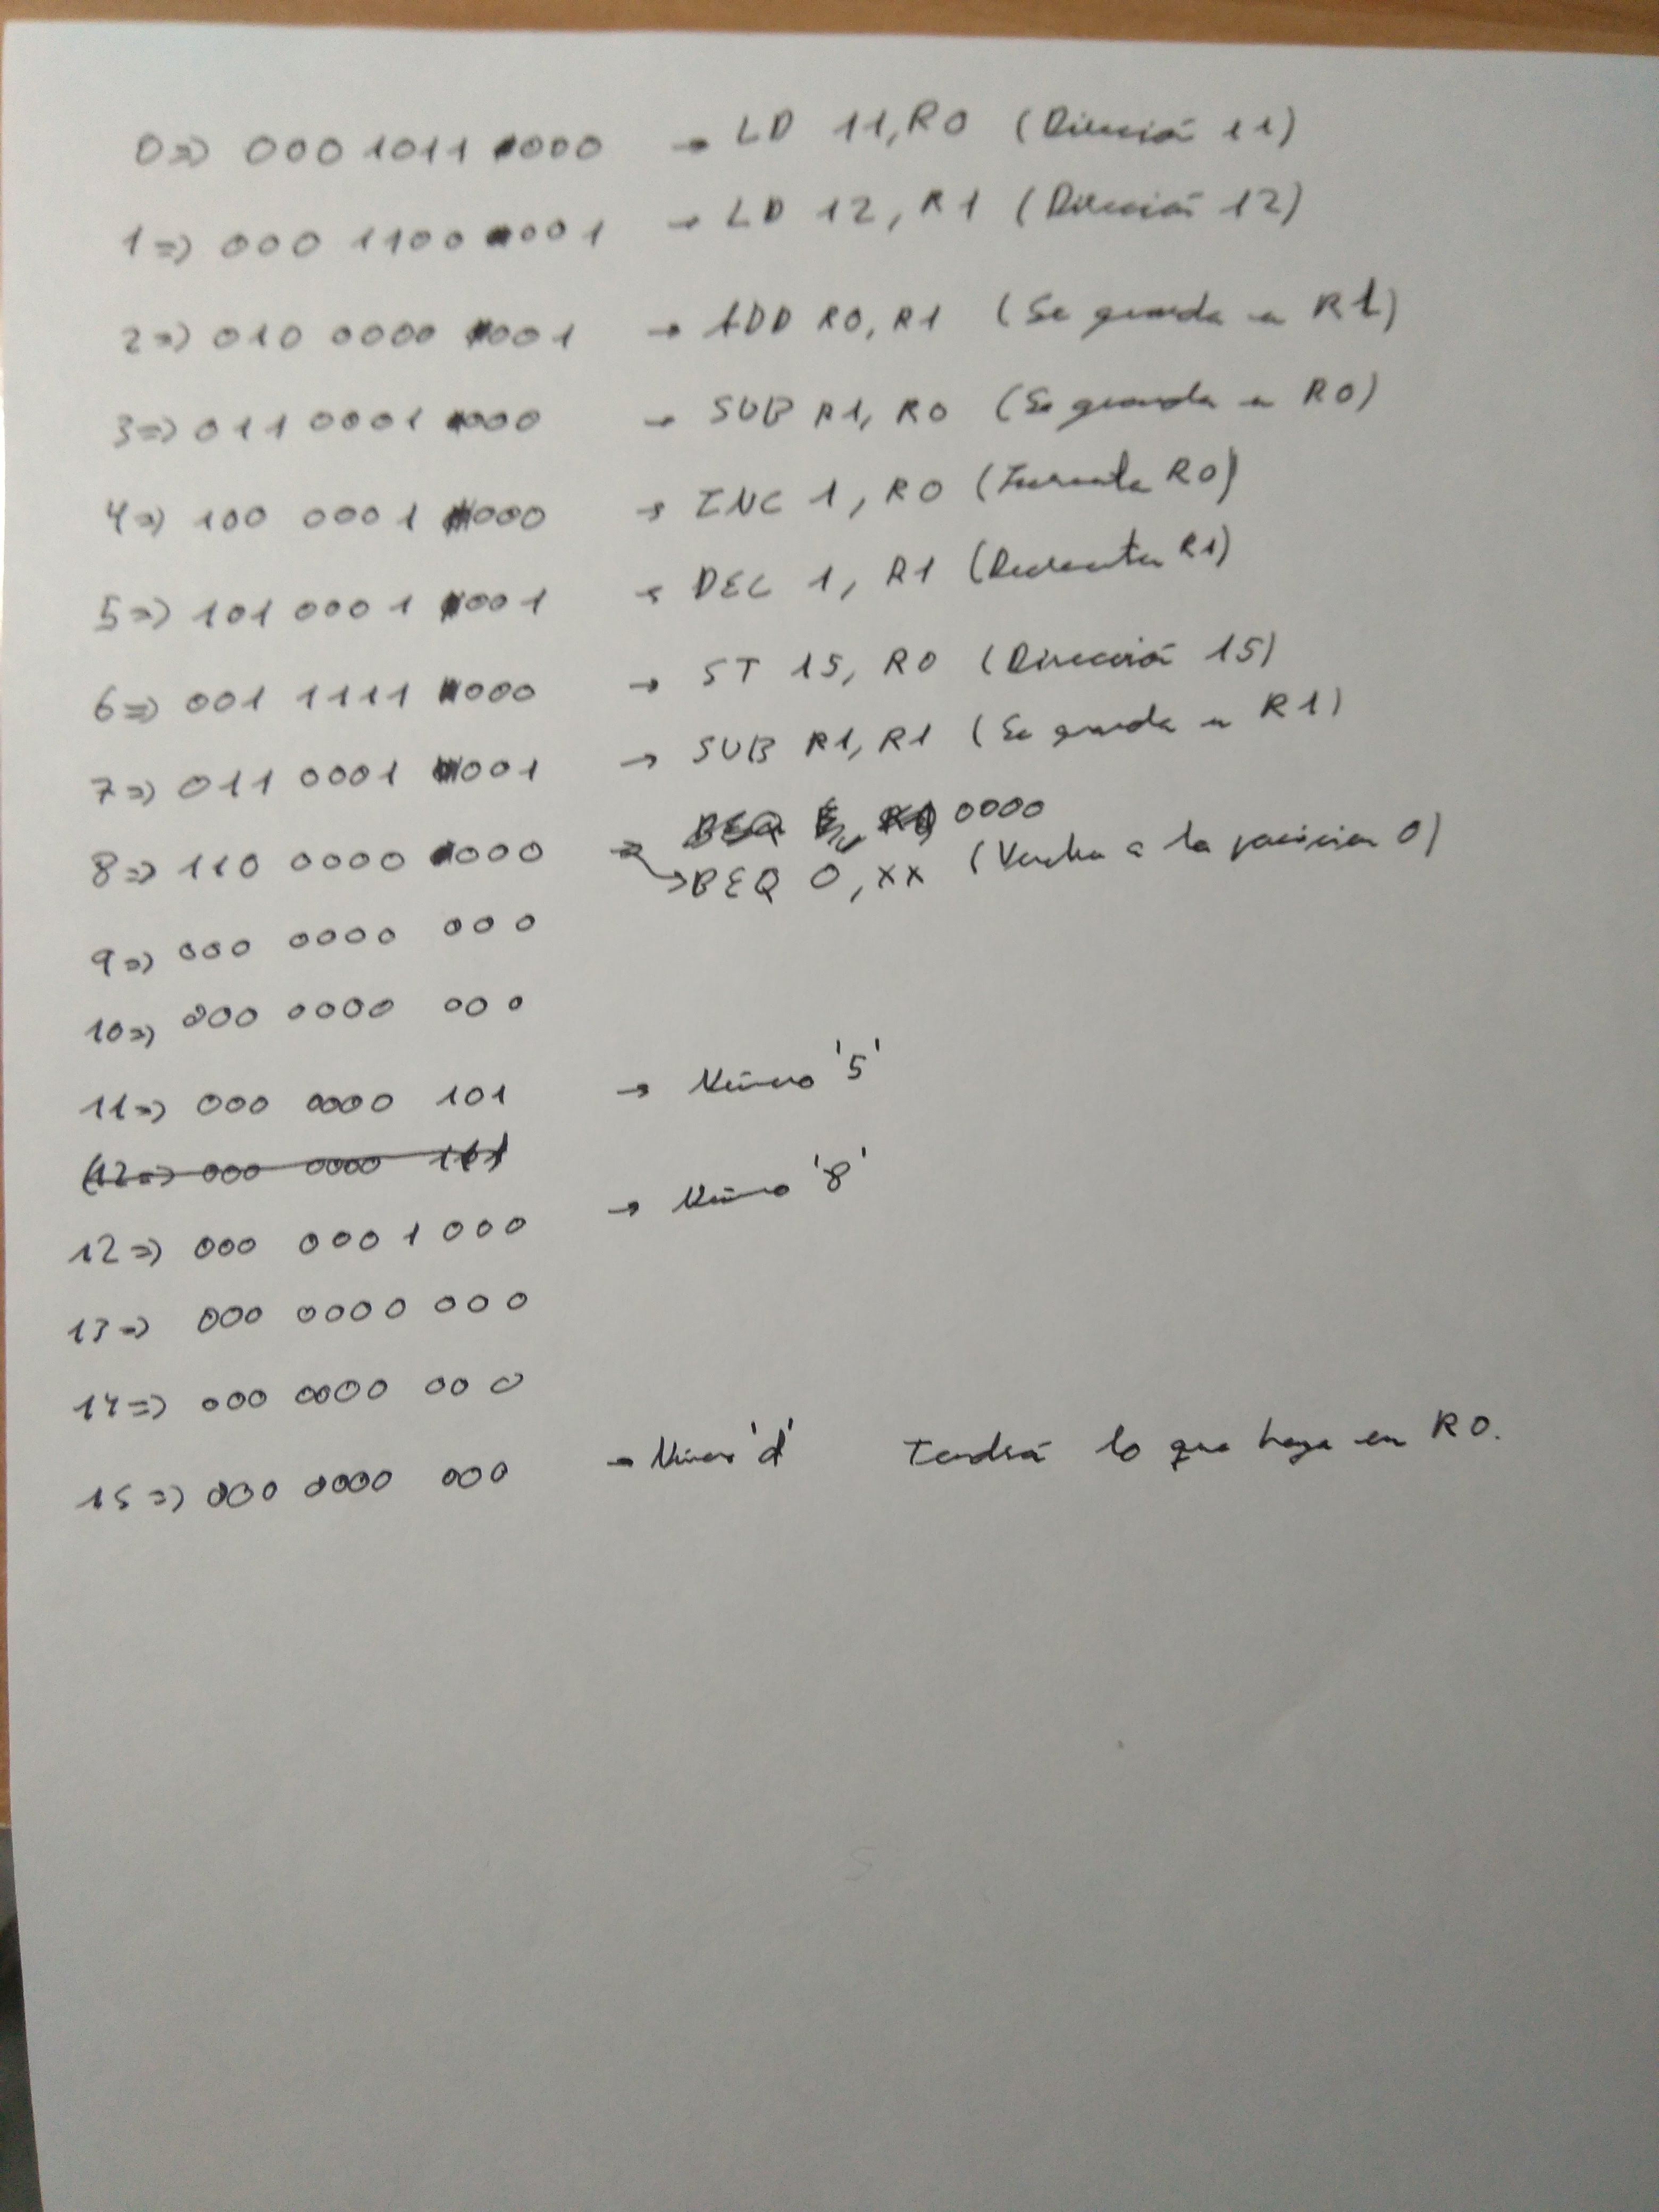 0=> 000 1011 000 → LD 11, R0 (Dirección 11)
1=> 000 1100 001 → LD 12, R1 (Dirección 12)
2=> 010 0000 001 → ADD R0, R1 (Se guarda en R1)
3=> 011 0001 000 → SUB R1, R0 (Se guarda en R0)
4=> 100 0001 000 → INC 1, R0 (Incrementa R0)
5=> 101 0001 001 → DEC 1, R1 (Decrementa R1)
6=> 001 1111 000 → ST 15, R0 (Dirección 15)
7=> 011 0001 001 → SUB R1, R1 (Se guarda en R1)
0000
8=> 110 0000 000 → BEQ 0, XX (Vuelve a la posición 0)
9=> 000 0000 000
10=> 000 0000 000
11=> 000 0000 101 → Número '5'
12=> 000 0000 101
12=> 000 0001 000 → Número '8'
13=> 000 0000 000
14=> 000 0000 000
15=> 000 0000 000 → Número 'd' Tendrá lo que haya en R0.